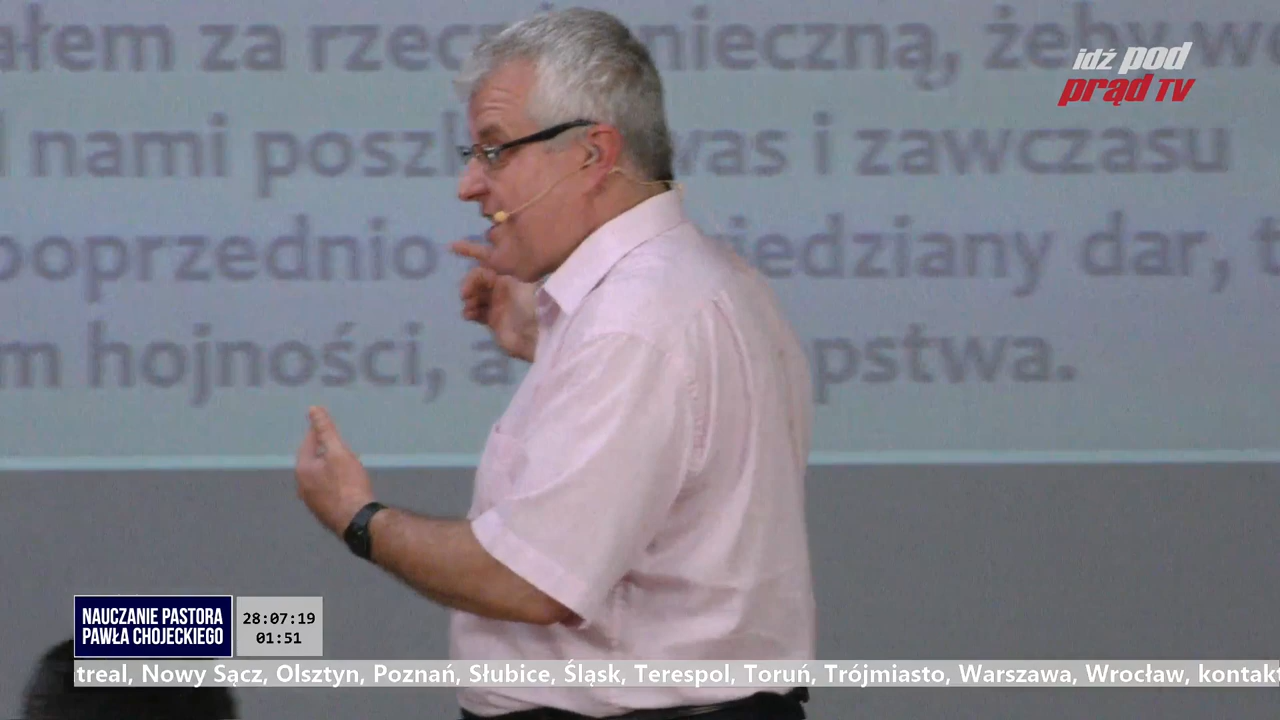 ałem za rzecz nieczną, żeby
idź pod
prąd TV
nami was i zawczasu
poprzednio iedziany dar,
hojności, pstwa.
NAUCZANIE PASTORA
PAWŁA CHOJECKIEGO
28:07:19
01:51
treal, Nowy Sącz, Olsztyn, Poznań, Słubice, Śląsk, Terespol, Toruń, Trójmiasto, Warszawa, Wrocław, kontakt